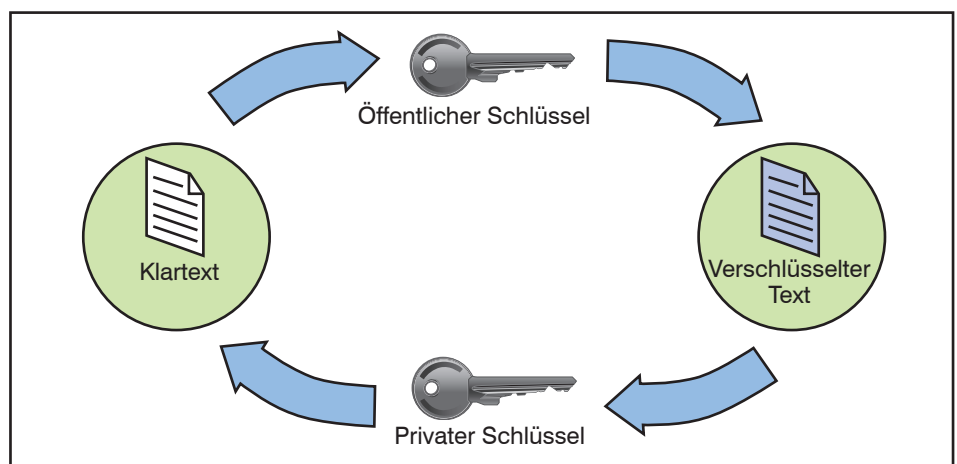 Öffentlicher Schlüssel
Klartext
Verschlüsselter
Text
Privater Schlüssel